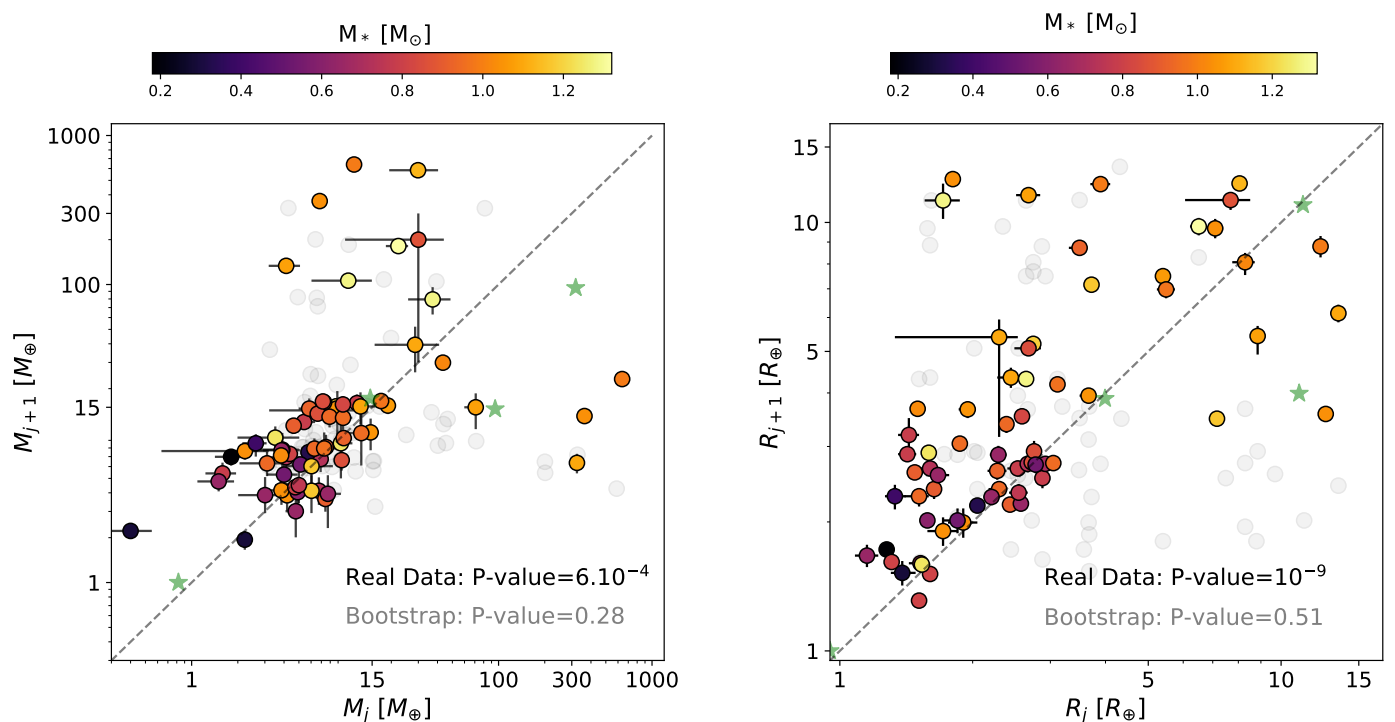 M* [M⊙]
0.2 0.4 0.6 0.8 1.0 1.2
1000
300
100
15
1
M_{j+1} [M⊕]
Real Data: P-value=6.10^{-4}
Bootstrap: P-value=0.28
1 15 100 300 1000
M_j [M⊕]
M* [M⊙]
0.2 0.4 0.6 0.8 1.0 1.2
15
10
5
1
R_{j+1} [R⊕]
Real Data: P-value=10^{-9}
Bootstrap: P-value=0.51
1 5 10 15
R_j [R⊕]